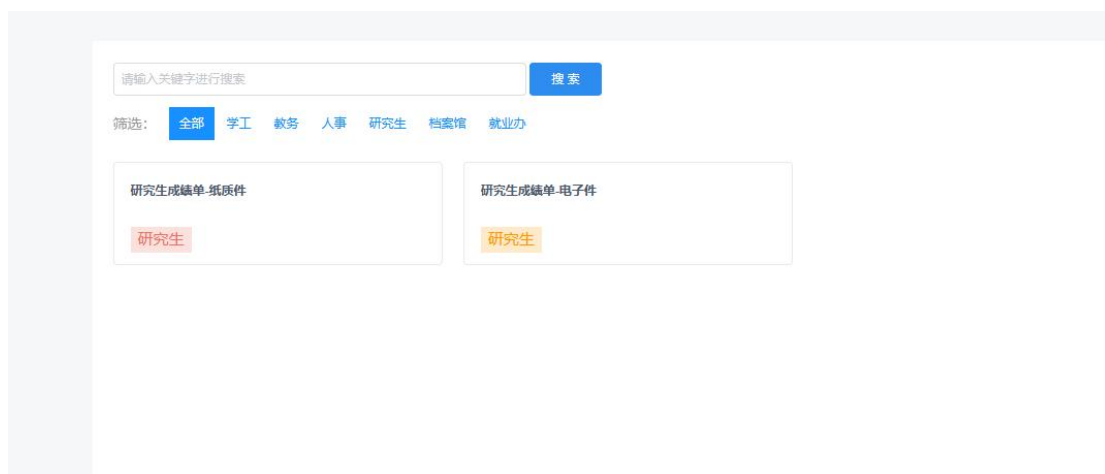 请输入关键字进行搜索
搜 索
筛选： 全部 学工 教务 人事 研究生 档案馆 就业办
研究生成绩单-纸质件 研究生成绩单-电子件
研究生 研究生